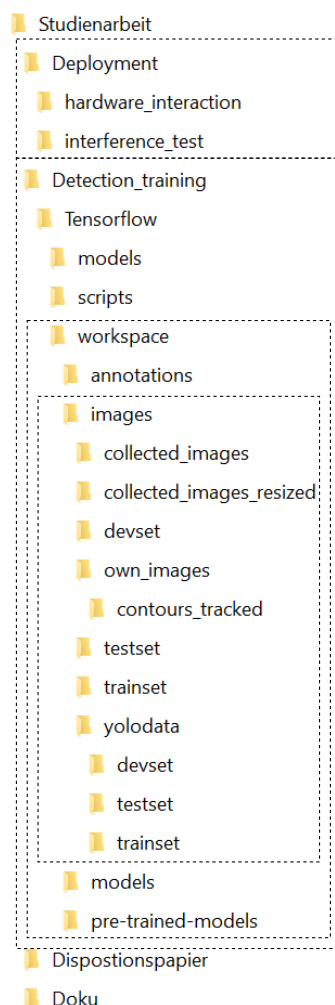 Studienarbeit
Deployment
hardware_interaction
interference_test
Detection_training
Tensorflow
models
scripts
workspace
annotations
images
collected_images
collected_images_resized
devset
own_images
contours_tracked
testset
trainset
yolodata
devset
testset
trainset
models
pre-trained-models
Dispostionspapier
Doku